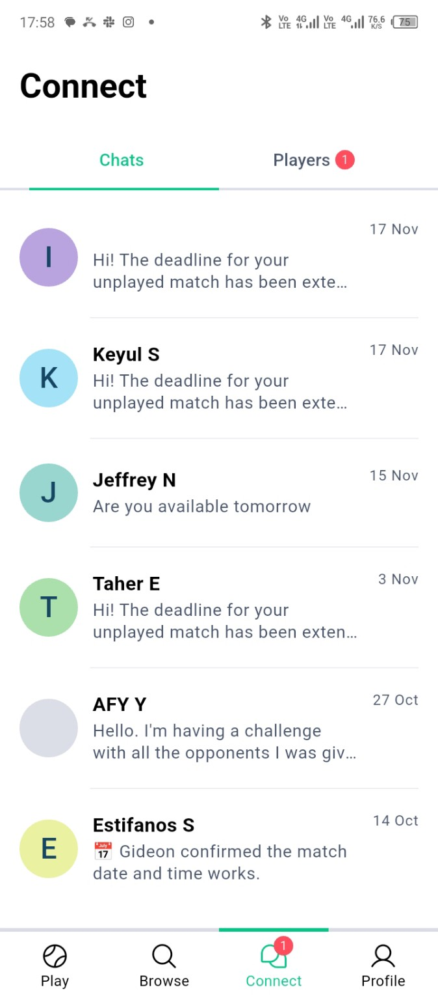 17:58
Vo LTE 4G Vo LTE 4G 76.6 K/S 75
Connect
Chats
Players 1
17 Nov
I
Hi! The deadline for your
unplayed match has been exte...
Keyul S
17 Nov
K
Hi! The deadline for your
unplayed match has been exte...
Jeffrey N
15 Nov
J
Are you available tomorrow
Taher E
3 Nov
T
Hi! The deadline for your
unplayed match has been exten...
AFY Y
27 Oct
Hello. I'm having a challenge
with all the opponents I was giv...
Estifanos S
14 Oct
E
📅 Gideon confirmed the match
date and time works.
1
Play
Browse
Connect
Profile